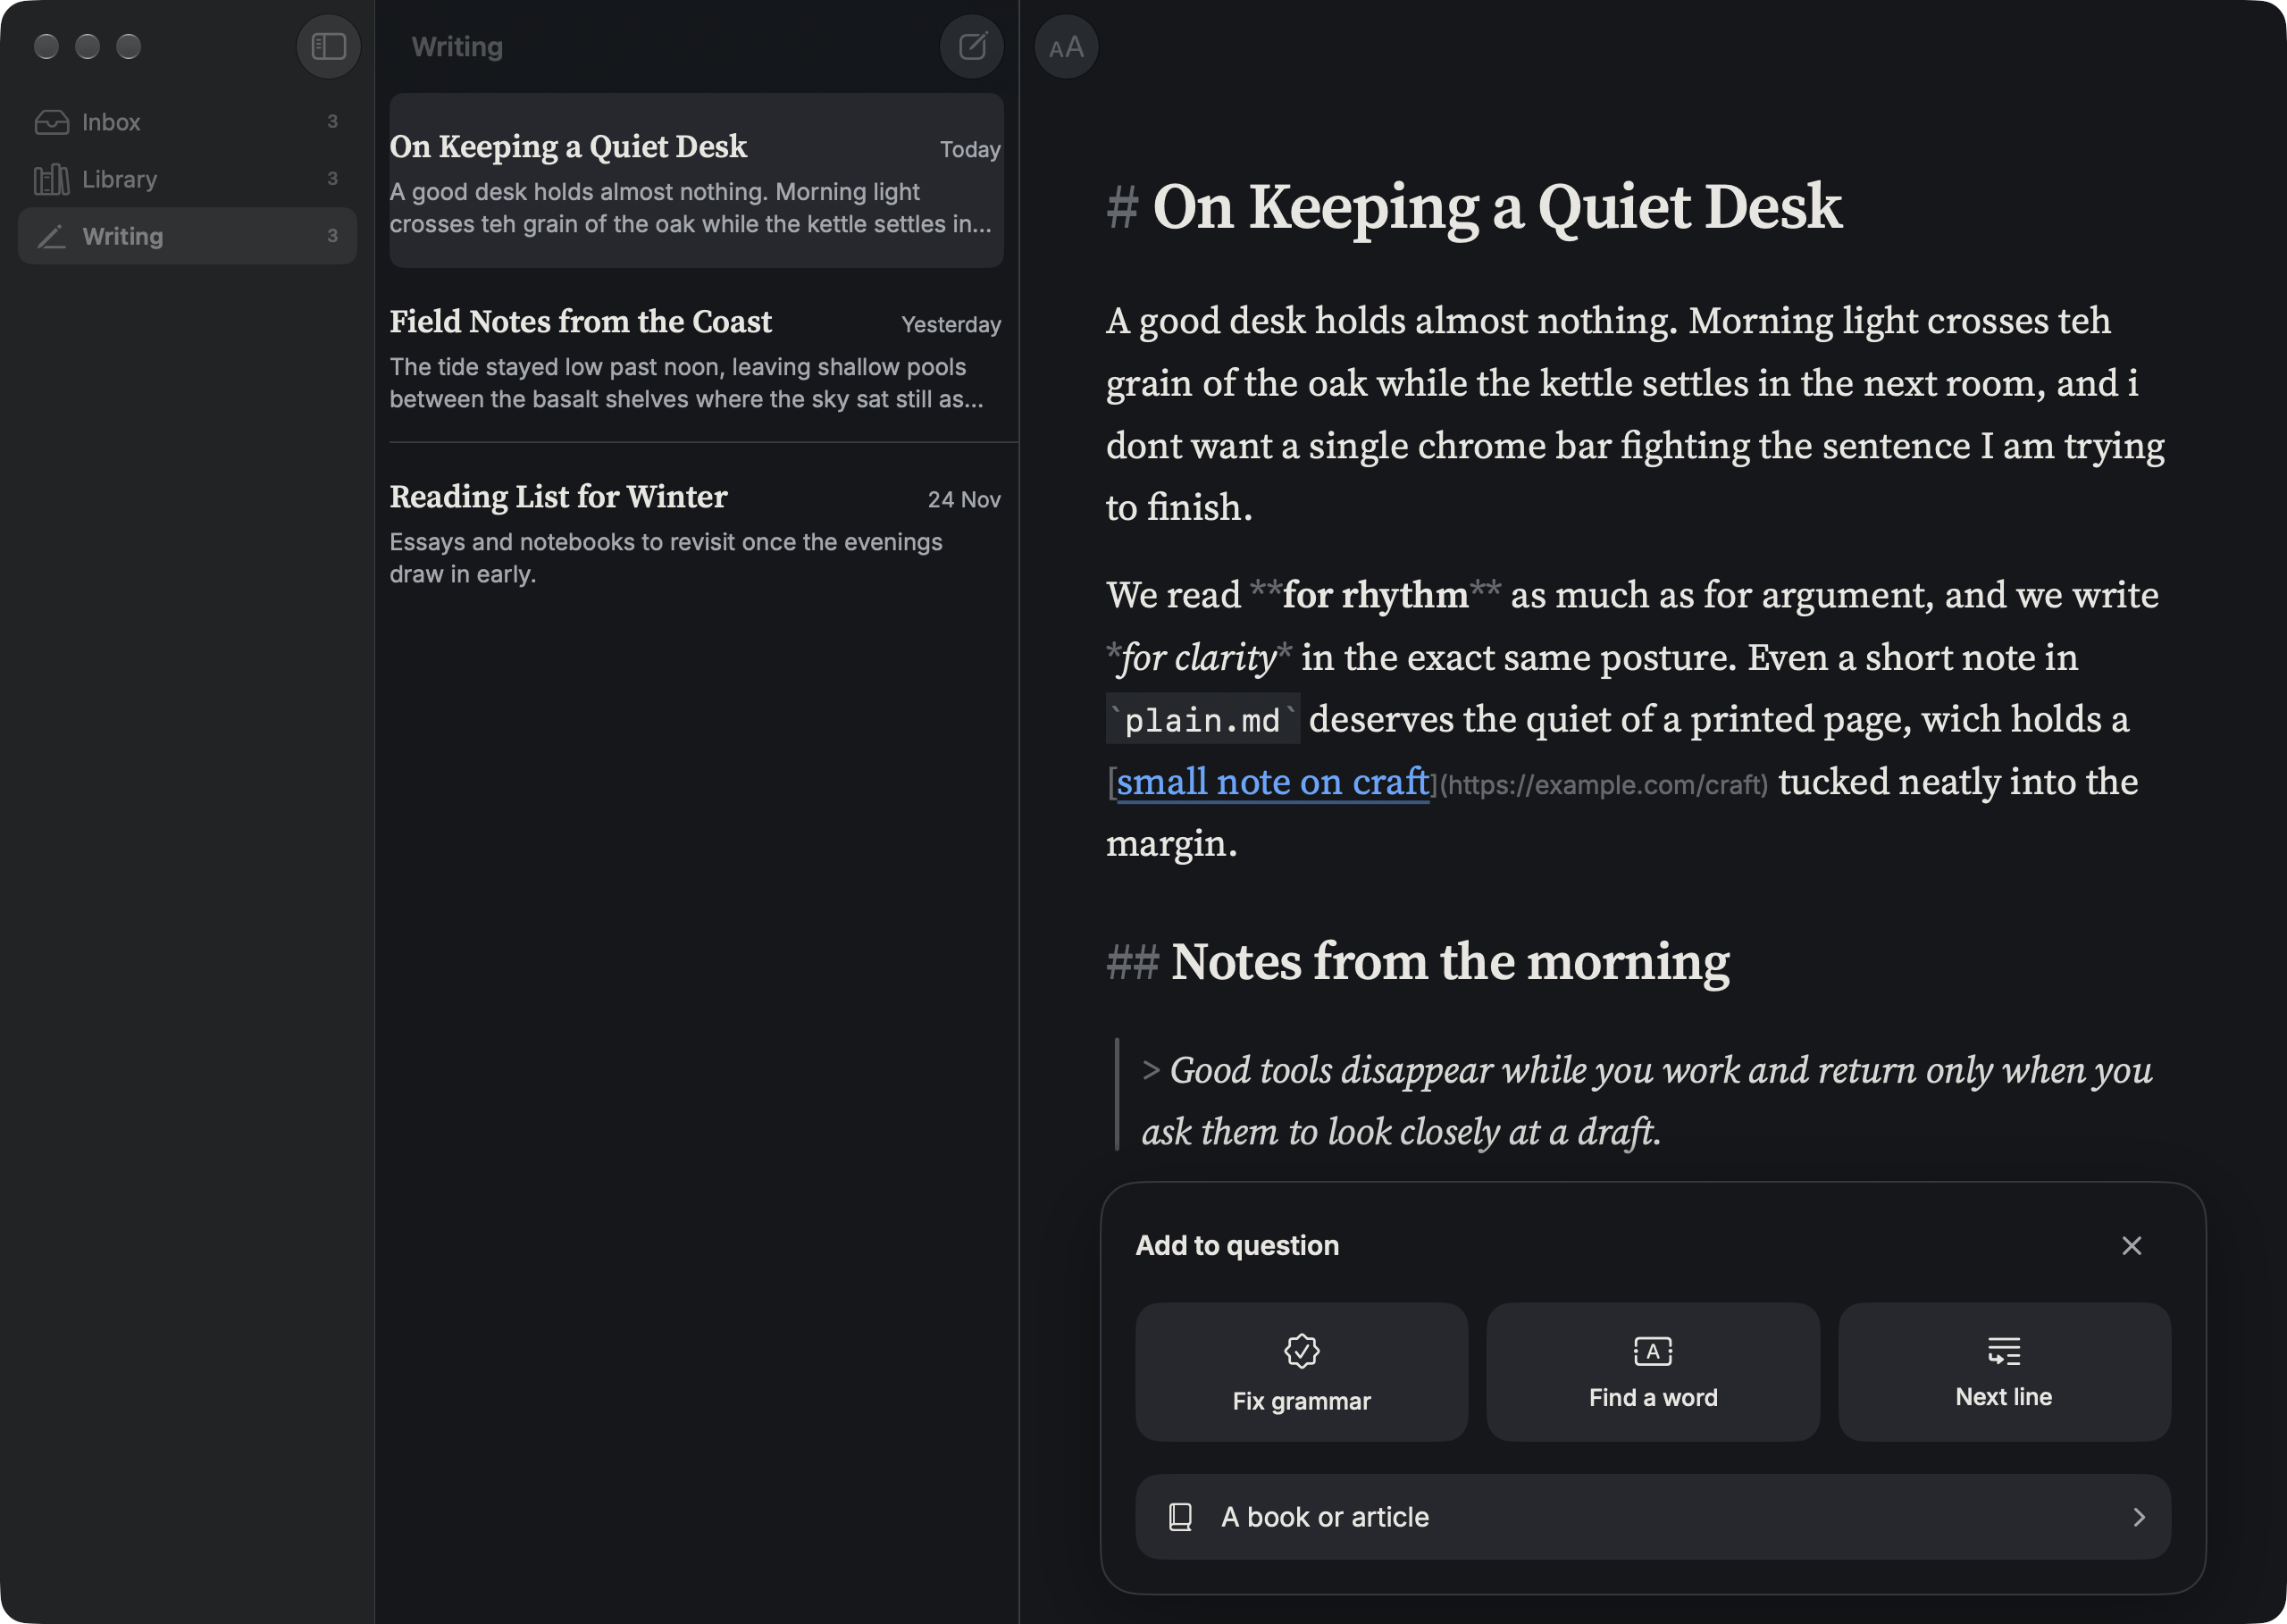 Writing
AA
Inbox 3
Library 3
Writing 3
On Keeping a Quiet Desk Today
A good desk holds almost nothing. Morning light
crosses teh grain of the oak while the kettle settles in...
Field Notes from the Coast Yesterday
The tide stayed low past noon, leaving shallow pools
between the basalt shelves where the sky sat still as...
Reading List for Winter 24 Nov
Essays and notebooks to revisit once the evenings
draw in early.
# On Keeping a Quiet Desk
A good desk holds almost nothing. Morning light crosses teh
grain of the oak while the kettle settles in the next room, and i
dont want a single chrome bar fighting the sentence I am trying
to finish.
We read **for rhythm** as much as for argument, and we write
*for clarity* in the exact same posture. Even a short note in
`plain.md` deserves the quiet of a printed page, wich holds a
[small note on craft](https://example.com/craft) tucked neatly into the
margin.
## Notes from the morning
> Good tools disappear while you work and return only when you
ask them to look closely at a draft.
Add to question
Fix grammar
A
Find a word
Next line
A book or article